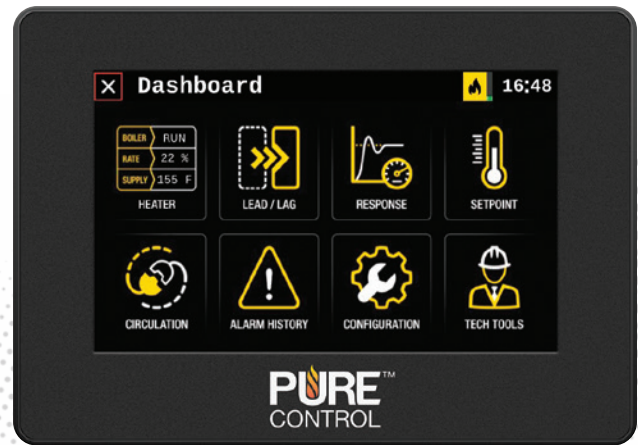 Dashboard 16:48
BOILER RUN
RATE 22 %
SUPPLY 155 F
HEATER LEAD / LAG RESPONSE SETPOINT
CIRCULATION ALARM HISTORY CONFIGURATION TECH TOOLS
PURE™
CONTROL